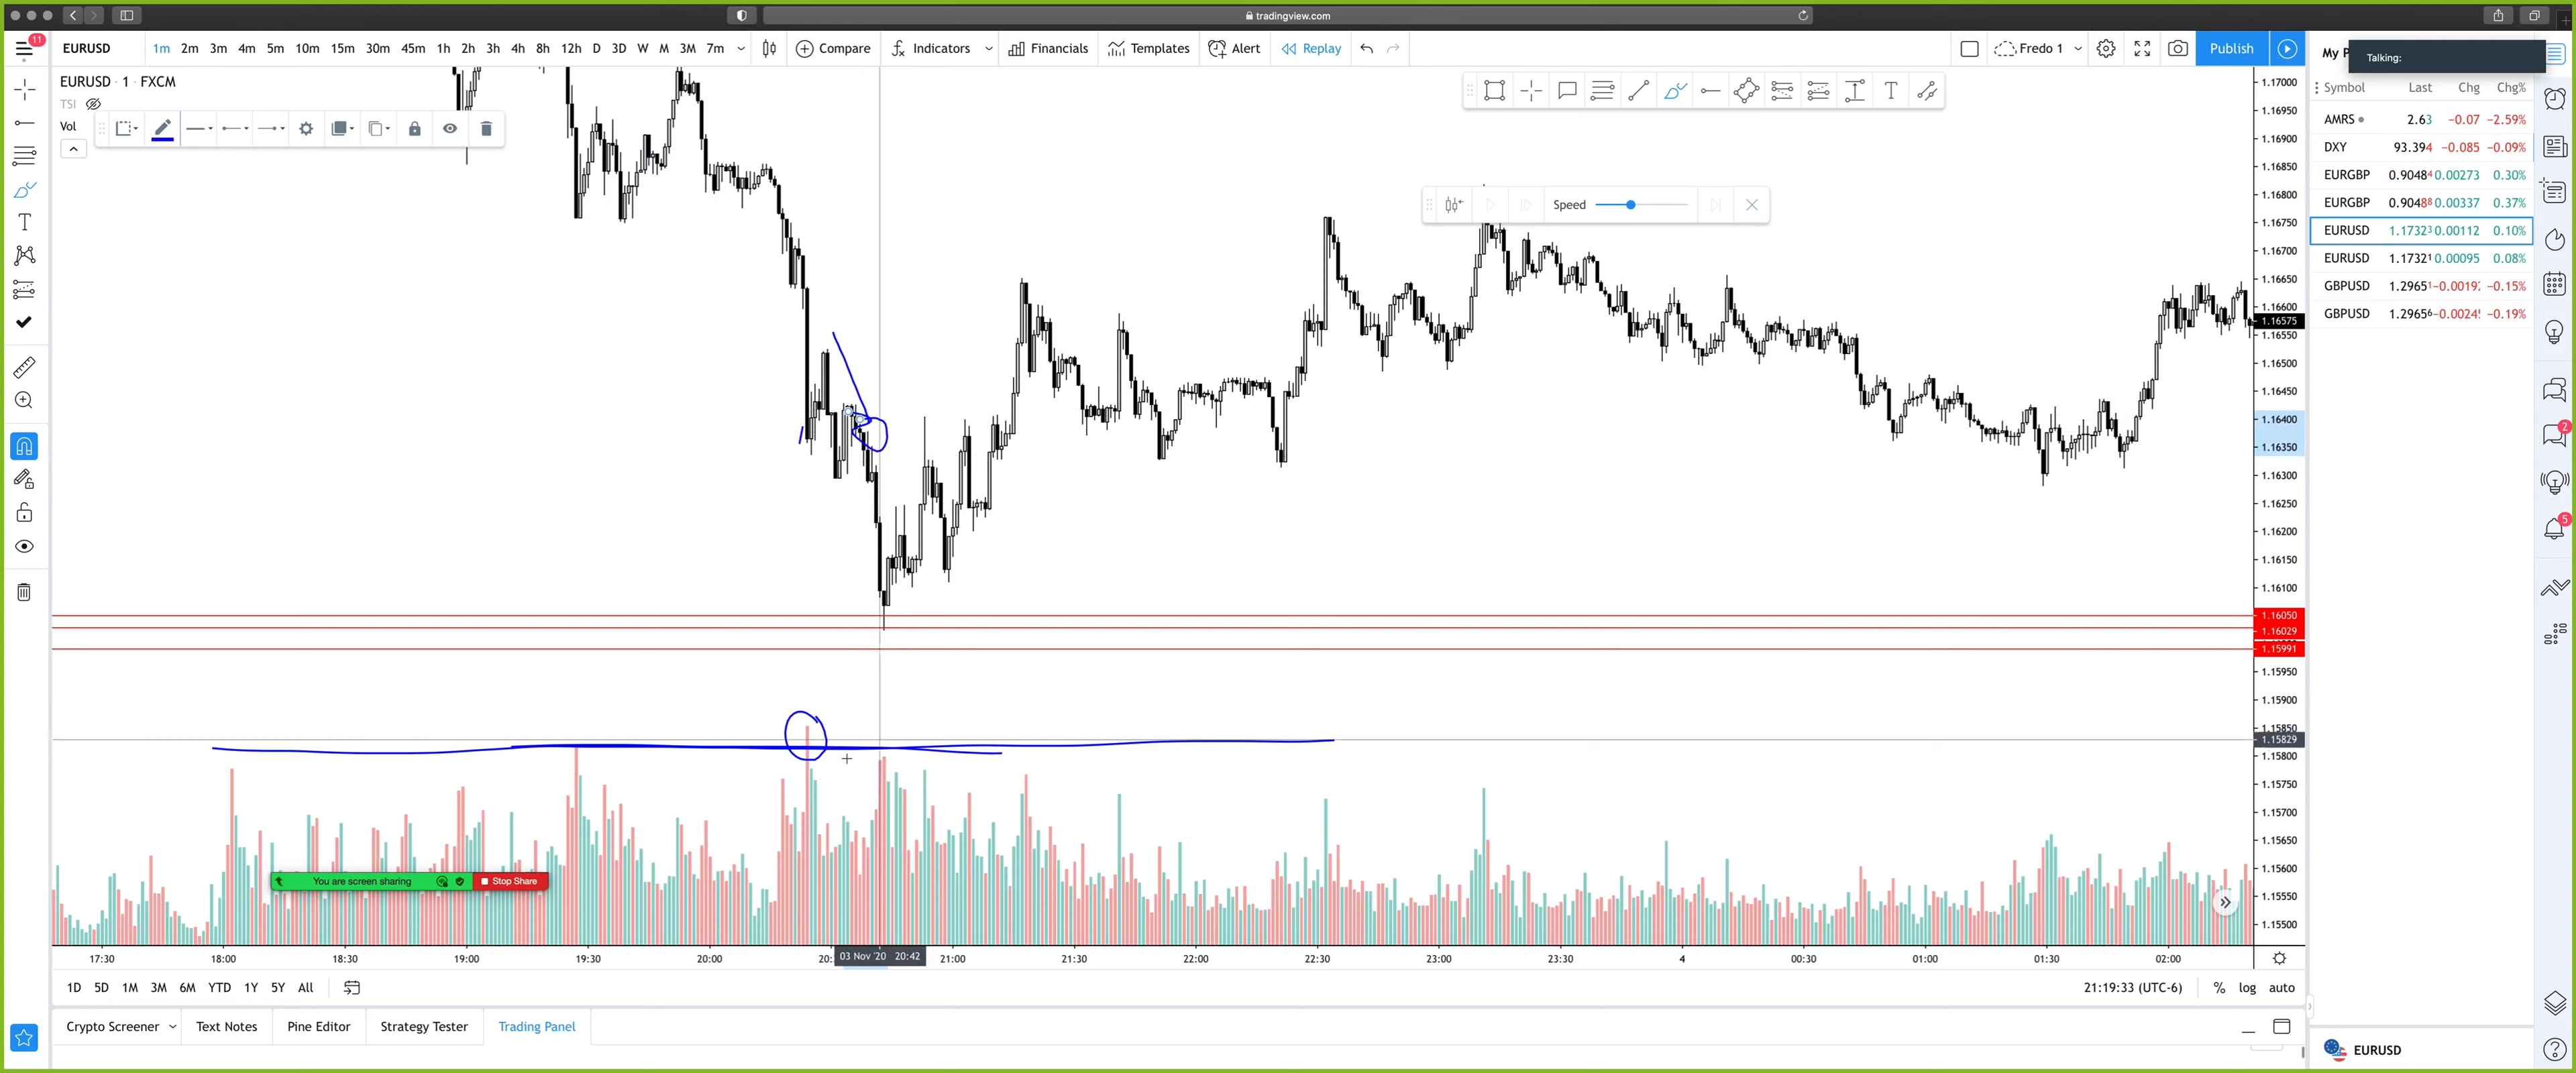 tradingview.com
11
EURUSD 1m 2m 3m 4m 5m 10m 15m 30m 45m 1h 2h 3h 4h 8h 12h D 3D W M 3M 7m Compare Indicators Financials Templates Alert Replay Fredo 1 Publish
Talking:
EURUSD · 1 · FXCM
TSI
Vol
Speed
Symbol Last Chg Chg%
AMRS 2.63 −0.07 −2.59%
DXY 93.394 −0.085 −0.09%
EURGBP 0.90484 0.00273 0.30%
EURGBP 0.90488 0.00337 0.37%
EURUSD 1.17323 0.00112 0.10%
EURUSD 1.17321 0.00095 0.08%
GBPUSD 1.29651 −0.0019 −0.15%
GBPUSD 1.29656 −0.0024 −0.19%
1.17000
1.16950
1.16900
1.16850
1.16800
1.16750
1.16700
1.16650
1.16600
1.16575
1.16550
1.16500
1.16450
1.16400
1.16350
1.16300
1.16250
1.16200
1.16150
1.16100
1.16050
1.16029
1.15991
1.15950
1.15900
1.15850
1.15829
1.15800
1.15750
1.15700
1.15650
1.15600
1.15550
1.15500
2
5
You are screen sharing Stop Share
17:30 18:00 18:30 19:00 19:30 20:00 20: 03 Nov '20 20:42 21:00 21:30 22:00 22:30 23:00 23:30 4 00:30 01:00 01:30 02:00
1D 5D 1M 3M 6M YTD 1Y 5Y All 21:19:33 (UTC-6) % log auto
Crypto Screener Text Notes Pine Editor Strategy Tester Trading Panel
EURUSD